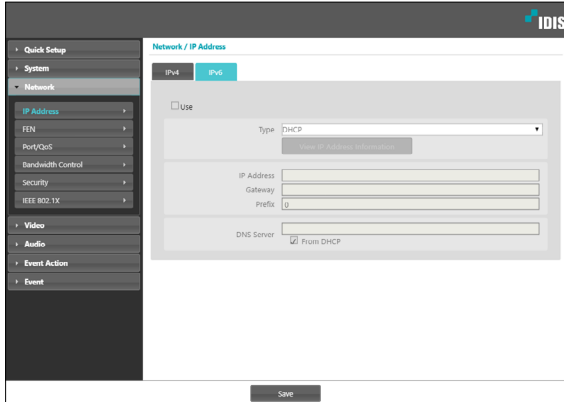 IDIS
Quick Setup
System
Network
IP Address
FEN
Port/QoS
Bandwidth Control
Security
IEEE 802.1X
Video
Audio
Event Action
Event
Network / IP Address
IPv4 IPv6
Use
Type DHCP
View IP Address Information
IP Address
Gateway
Prefix 0
DNS Server
From DHCP
Save